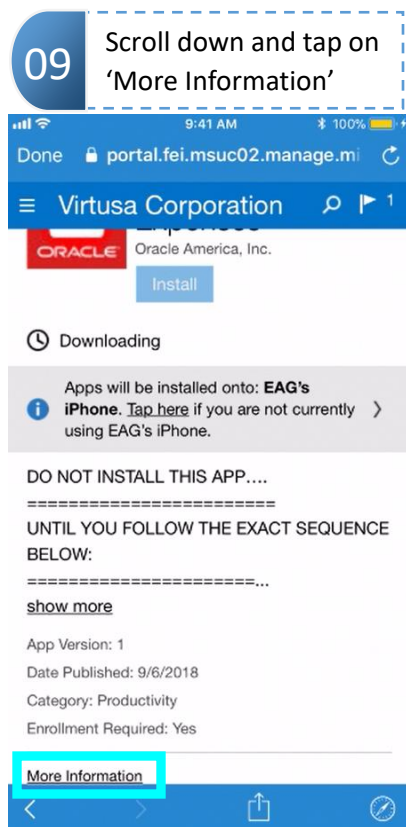 09
Scroll down and tap on
‘More Information’
9:41 AM
100%
Done portal.fei.msuc02.manage.mi
Virtusa Corporation 1
ORACLE
Oracle America, Inc.
Install
Downloading
Apps will be installed onto: EAG's
iPhone. Tap here if you are not currently
using EAG's iPhone.
DO NOT INSTALL THIS APP....
========================
UNTIL YOU FOLLOW THE EXACT SEQUENCE
BELOW:
======================...
show more
App Version: 1
Date Published: 9/6/2018
Category: Productivity
Enrollment Required: Yes
More Information